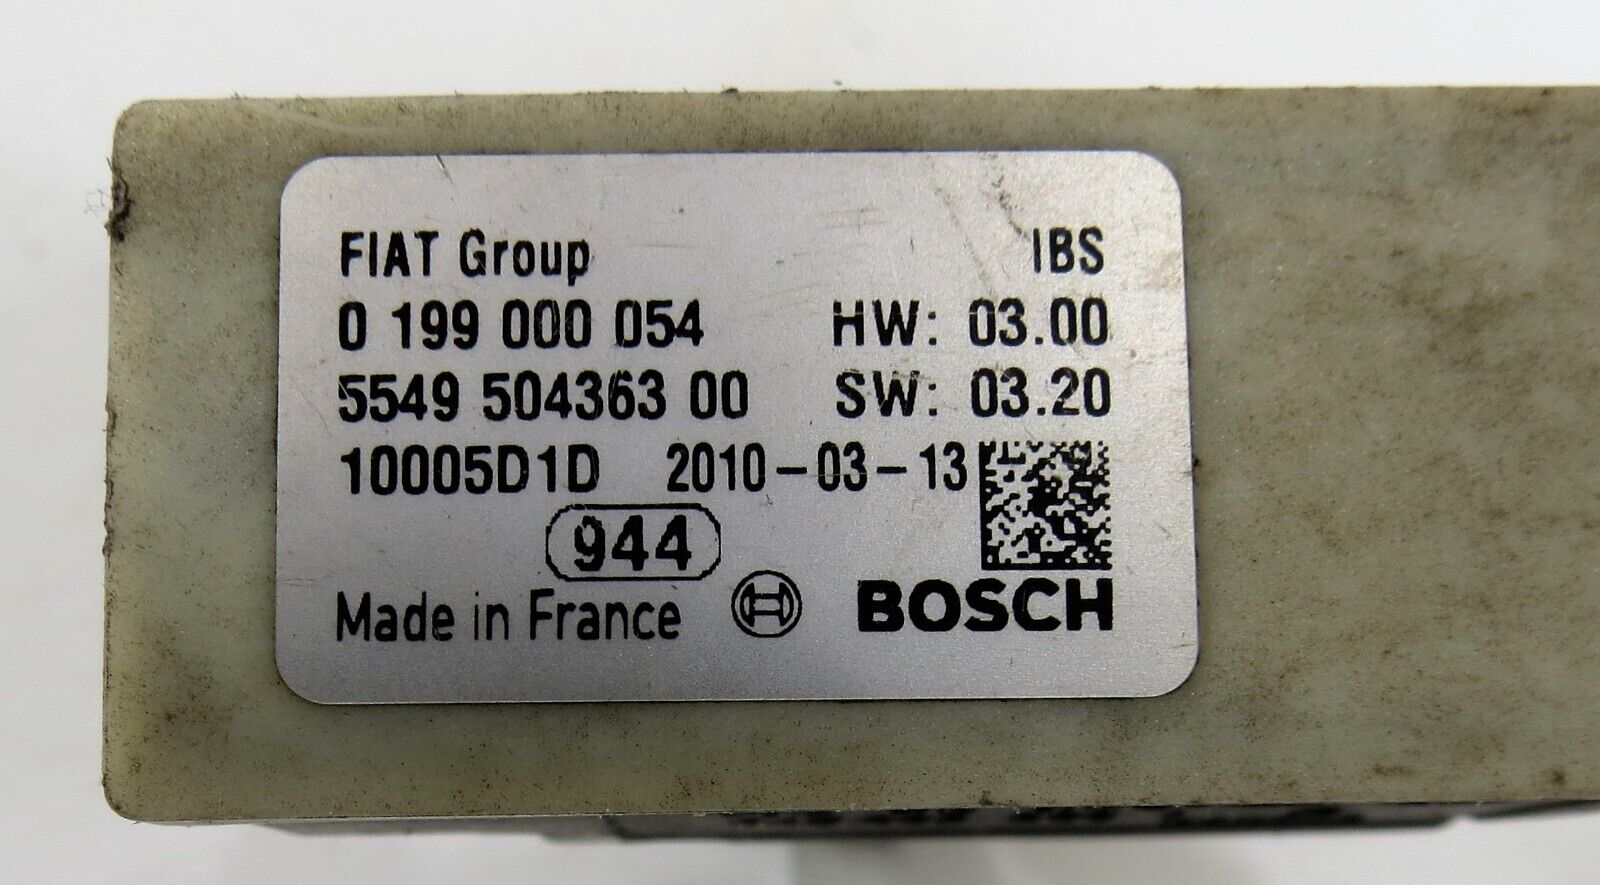 FIAT Group IBS
0 199 000 054 HW: 03.00
5549 504363 00 SW: 03.20
10005D1D 2010-03-13
944
Made in France BOSCH